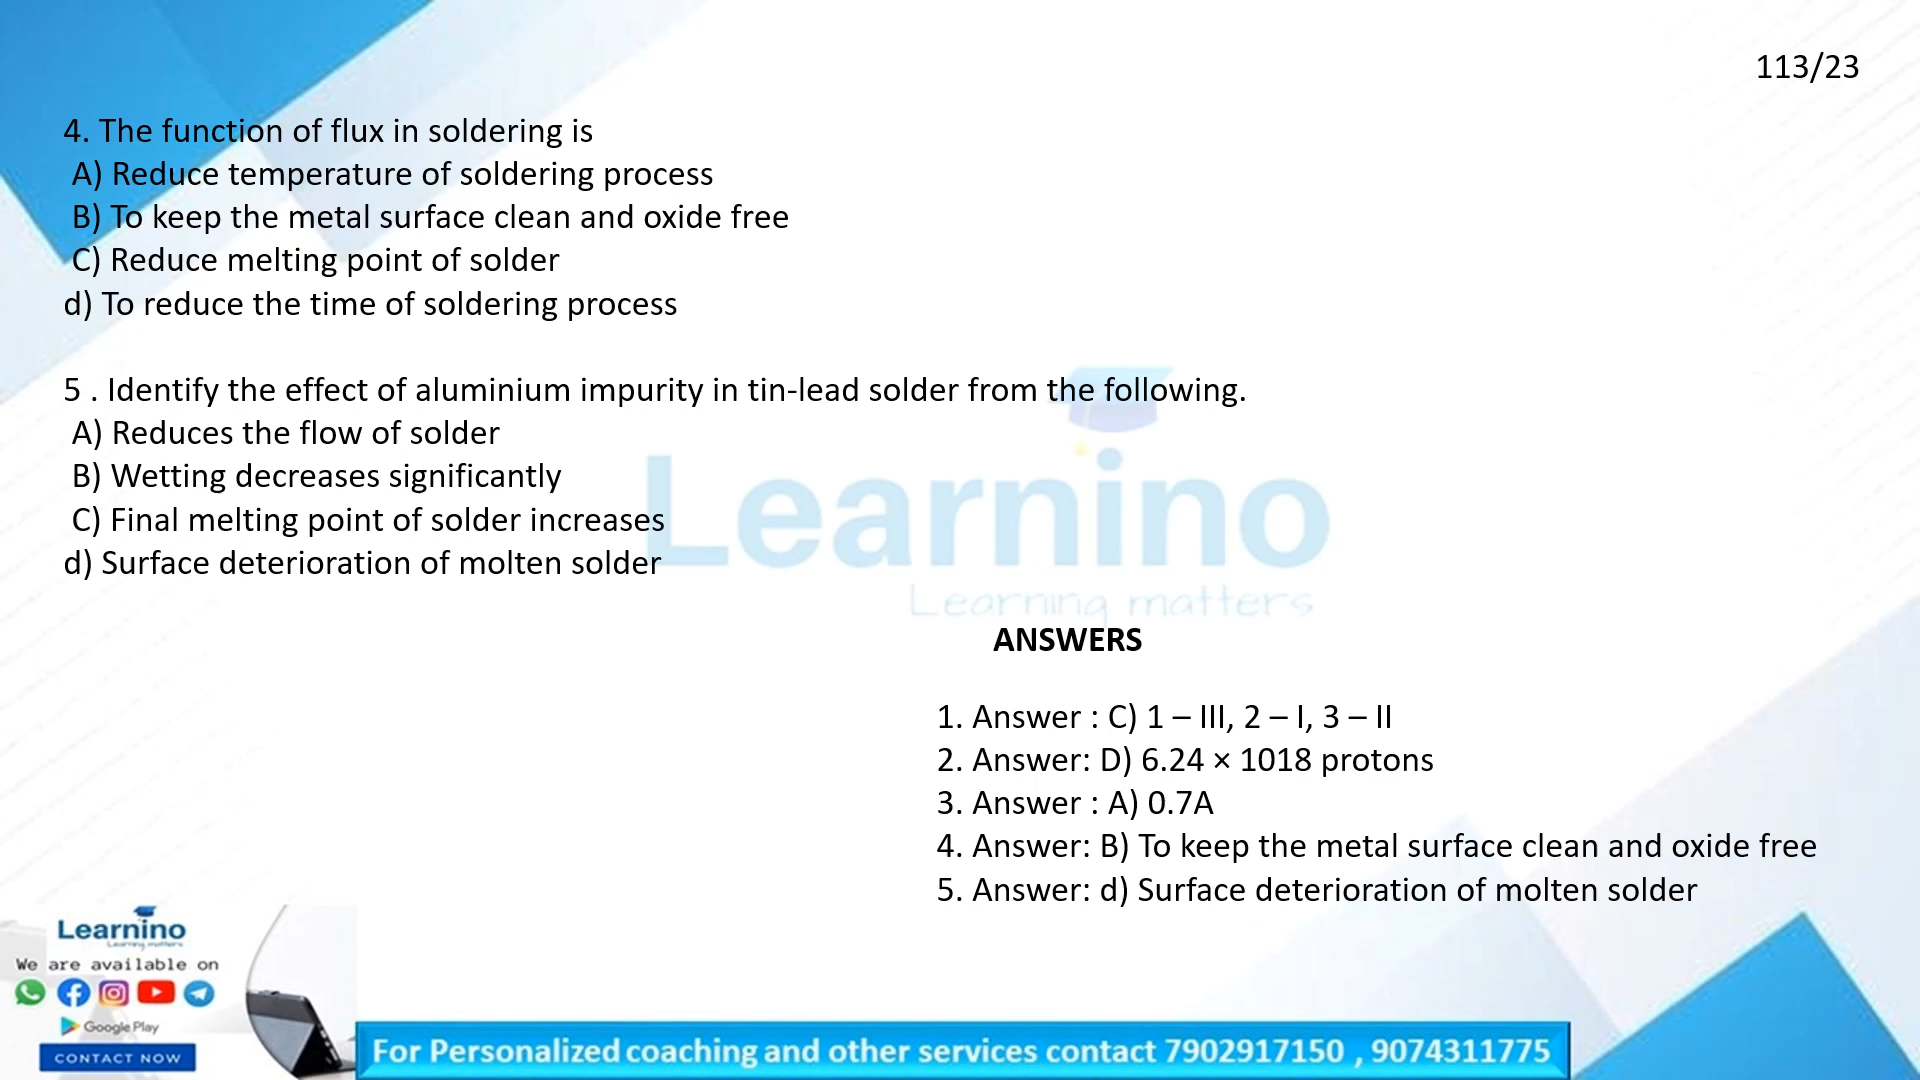 113/23
4. The function of flux in soldering is
A) Reduce temperature of soldering process
B) To keep the metal surface clean and oxide free
C) Reduce melting point of solder
d) To reduce the time of soldering process
5 . Identify the effect of aluminium impurity in tin-lead solder from the following.
A) Reduces the flow of solder
B) Wetting decreases significantly
C) Final melting point of solder increases
d) Surface deterioration of molten solder
Learnino
Learning matters
ANSWERS
1. Answer : C) 1 – III, 2 – I, 3 – II
2. Answer: D) 6.24 × 1018 protons
3. Answer : A) 0.7A
4. Answer: B) To keep the metal surface clean and oxide free
5. Answer: d) Surface deterioration of molten solder
Learnino
Learning matters
We are available on
Google Play
CONTACT NOW
For Personalized coaching and other services contact 7902917150 , 9074311775